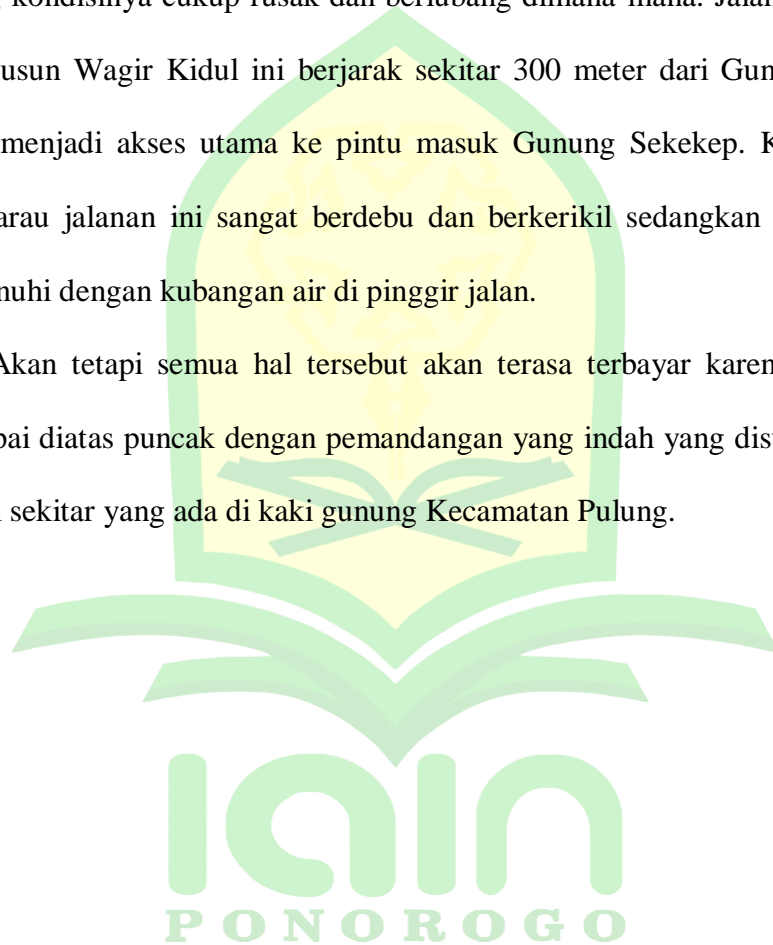 kondisinya cukup rusak dan berlubang dimana-mana. Jalan
usun Wagir Kidul ini berjarak sekitar 300 meter dari Gun
menjadi akses utama ke pintu masuk Gunung Sekekep. K
arau jalanan ini sangat berdebu dan berkerikil sedangkan
nuhi dengan kubangan air di pinggir jalan.
Akan tetapi semua hal tersebut akan terasa terbayar karen
pai diatas puncak dengan pemandangan yang indah yang dis
sekitar yang ada di kaki gunung Kecamatan Pulung.
iain
PONOROGO